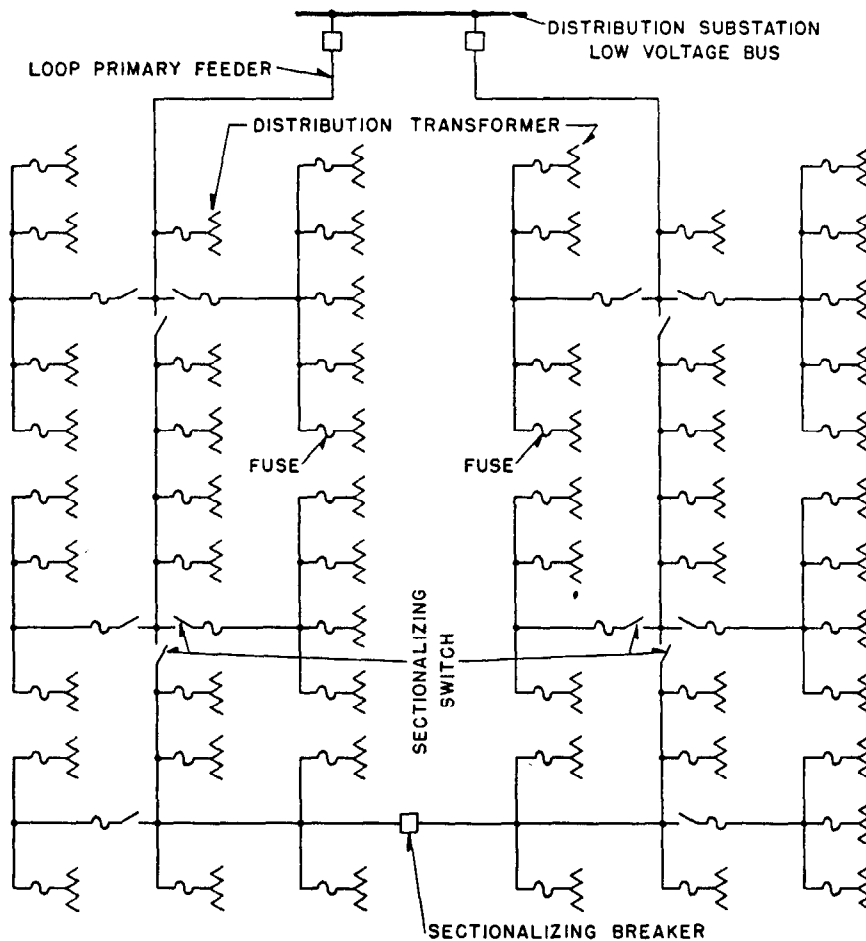 DISTRIBUTION SUBSTATION
LOW VOLTAGE BUS
LOOP PRIMARY FEEDER
DISTRIBUTION TRANSFORMER
FUSE
FUSE
SECTIONALIZING
SWITCH
SECTIONALIZING BREAKER